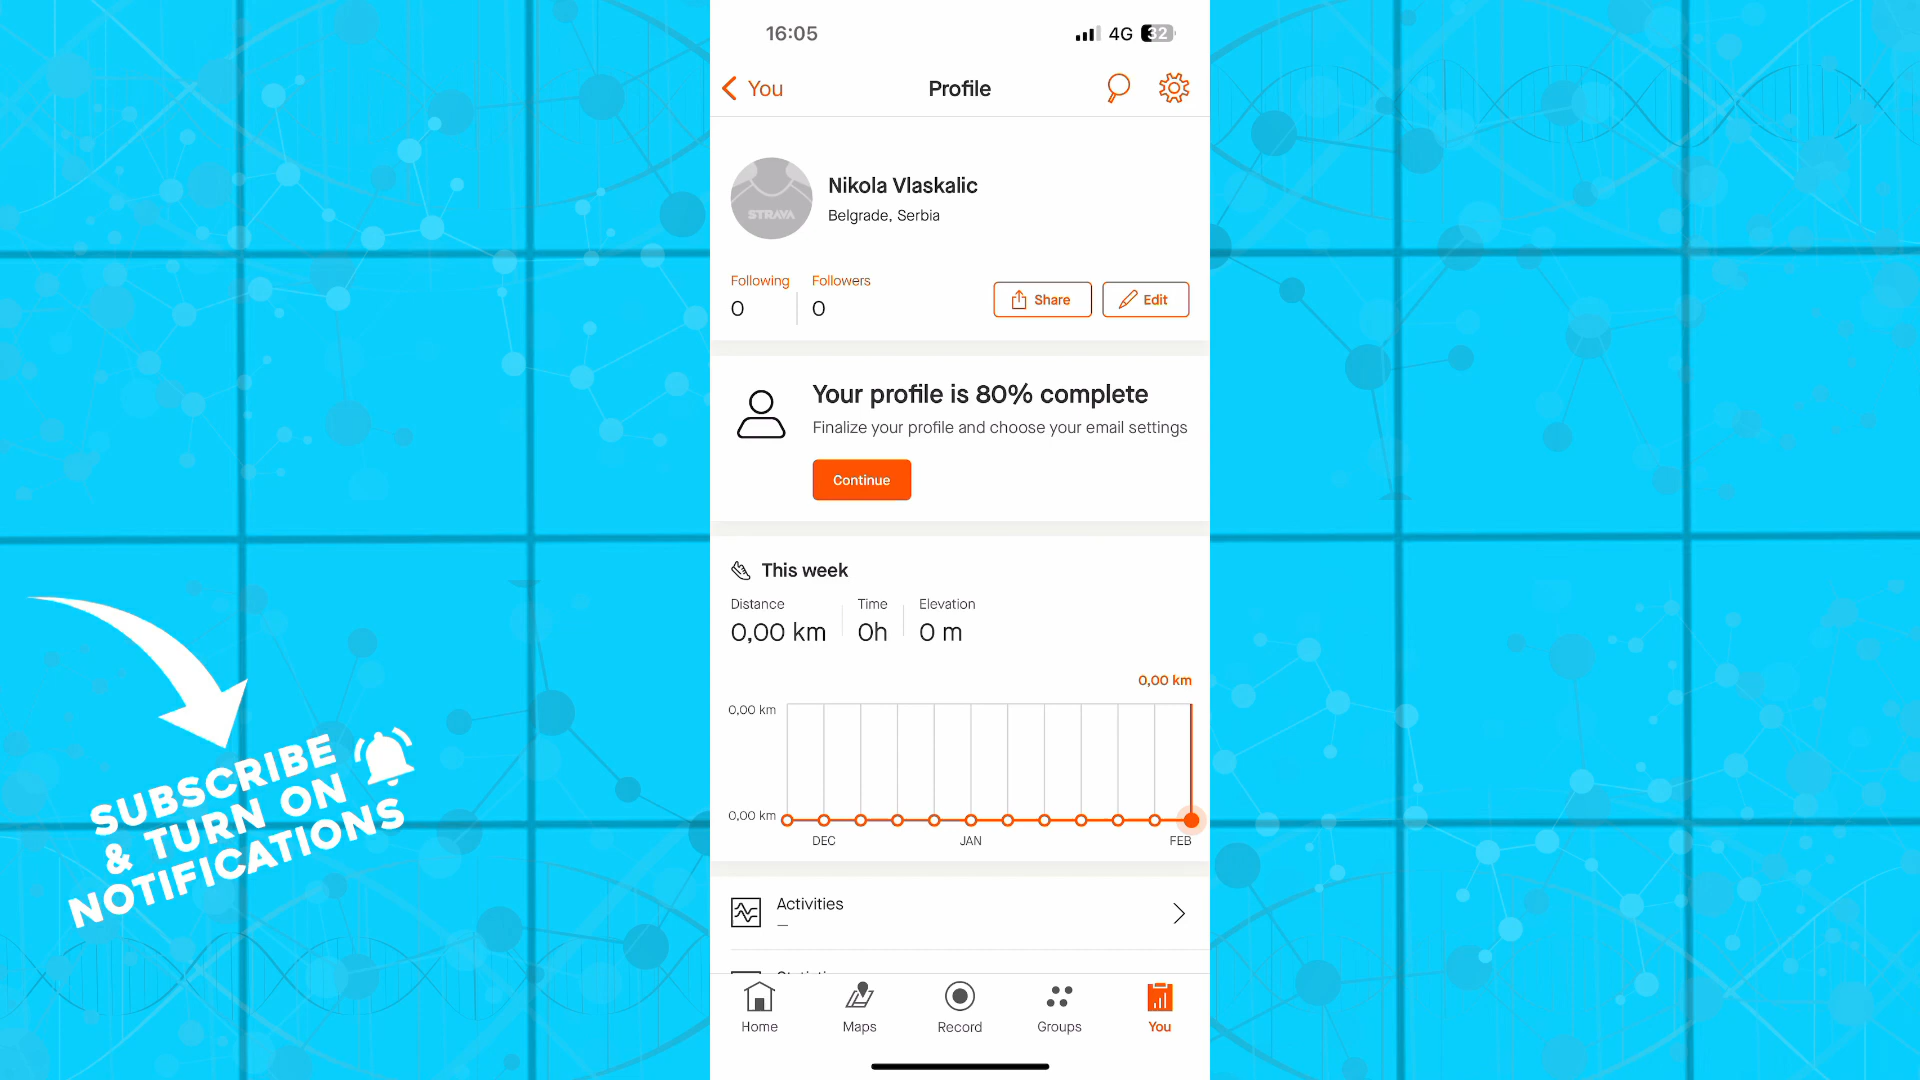 16:05
4G 32
You
Profile
STRAVA
Nikola Vlaskalic
Belgrade, Serbia
Following
Followers
0
0
Share
Edit
Your profile is 80% complete
Finalize your profile and choose your email settings
Continue
This week
Distance
Time
Elevation
0,00 km
0h
0 m
0,00 km
0,00 km
0,00 km
DEC
JAN
FEB
Activities
—
Home
Maps
Record
Groups
You
SUBSCRIBE
& TURN ON
NOTIFICATIONS